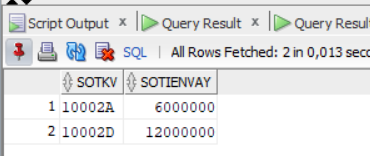 Script Output × Query Result × Query Resul
SQL | All Rows Fetched: 2 in 0,013 seco
SOTKV SOTIENVAY
1 10002A 6000000
2 10002D 12000000